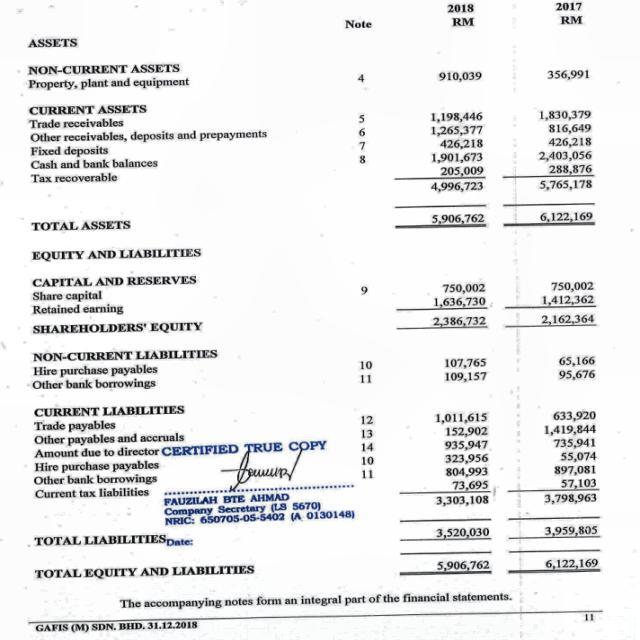 2018 2017
Note RM RM
ASSETS
NON-CURRENT ASSETS
Property, plant and equipment 4 910,039 356,991
CURRENT ASSETS
Trade receivables 5 1,198,446 1,830,379
Other receivables, deposits and prepayments 6 1,265,377 816,649
Fixed deposits 7 426,218 426,218
Cash and bank balances 8 1,901,673 2,403,056
Tax recoverable 205,009 288,876
4,996,723 5,765,178
TOTAL ASSETS 5,906,762 6,122,169
EQUITY AND LIABILITIES
CAPITAL AND RESERVES
Share capital 9 750,002 750,002
Retained earning 1,636,730 1,412,362
SHAREHOLDERS' EQUITY 2,386,732 2,162,364
NON-CURRENT LIABILITIES
Hire purchase payables 10 107,765 65,166
Other bank borrowings 11 109,157 95,676
CURRENT LIABILITIES
Trade payables 12 1,011,615 633,920
Other payables and accruals 13 152,902 1,419,844
Amount due to director 14 935,947 735,941
Hire purchase payables 10 323,956 55,074
Other bank borrowings 11 804,993 897,081
Current tax liabilities 73,695 57,103
3,303,108 3,798,963
CERTIFIED TRUE COPY
FAUZILAH BTE AHMAD
Company Secretary (LS 5670)
NRIC: 650705-05-5402 (A 0130148)
Date:
TOTAL LIABILITIES 3,520,030 3,959,805
TOTAL EQUITY AND LIABILITIES 5,906,762 6,122,169
The accompanying notes form an integral part of the financial statements.
GAFIS (M) SDN. BHD. 31.12.2018 11